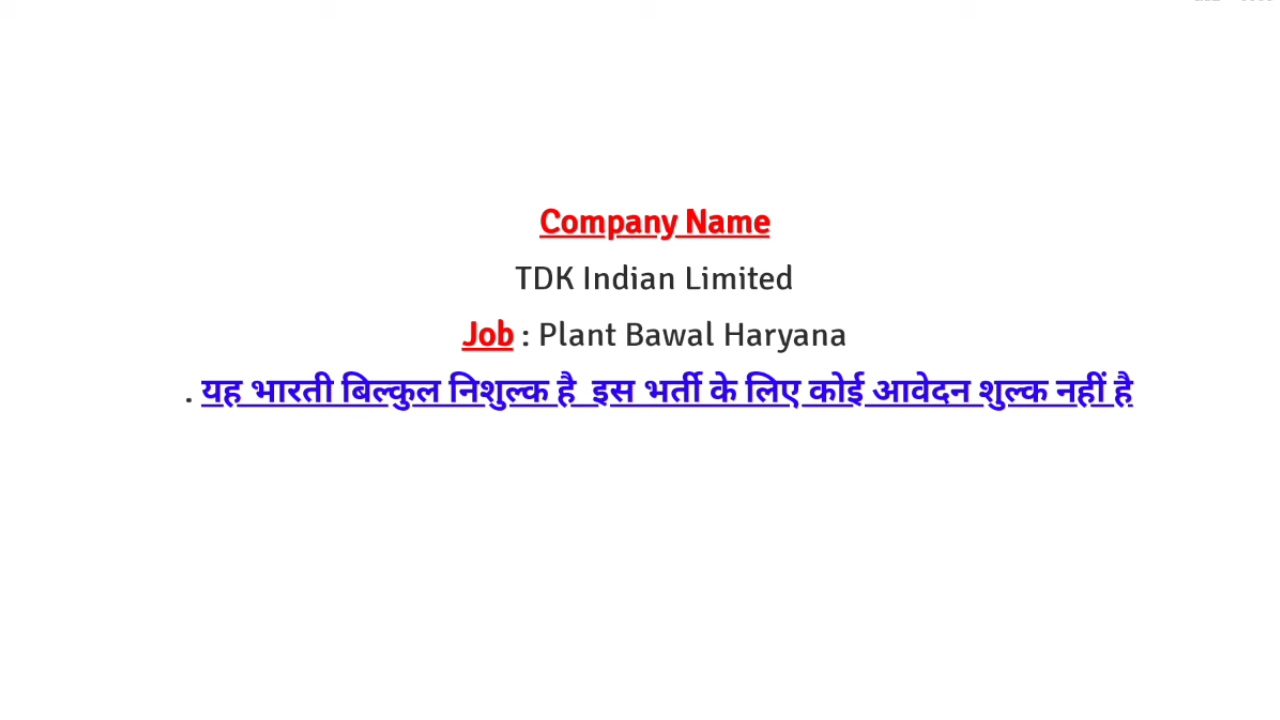 Company Name
TDK Indian Limited
Job : Plant Bawal Haryana
. यह भारती बिल्कुल निशुल्क है इस भर्ती के लिए कोई आवेदन शुल्क नहीं है